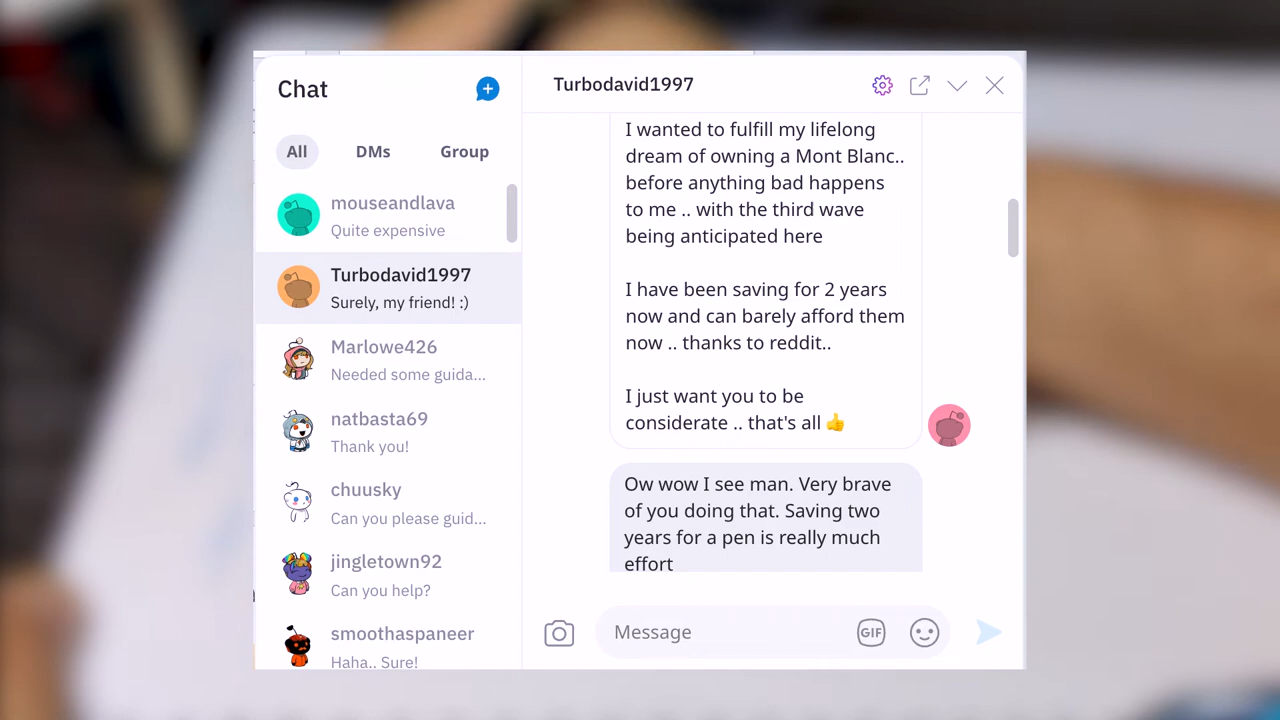 Chat
All
DMs
Group
mouseandlava
Quite expensive
Turbodavid1997
Surely, my friend! :)
Marlowe426
Needed some guida...
natbasta69
Thank you!
chuusky
Can you please guid...
jingletown92
Can you help?
smoothaspaneer
Haha.. Sure!
Turbodavid1997
I wanted to fulfill my lifelong
dream of owning a Mont Blanc..
before anything bad happens
to me .. with the third wave
being anticipated here
I have been saving for 2 years
now and can barely afford them
now .. thanks to reddit..
I just want you to be
considerate .. that's all 👍
Ow wow I see man. Very brave
of you doing that. Saving two
years for a pen is really much
effort
Message
GIF